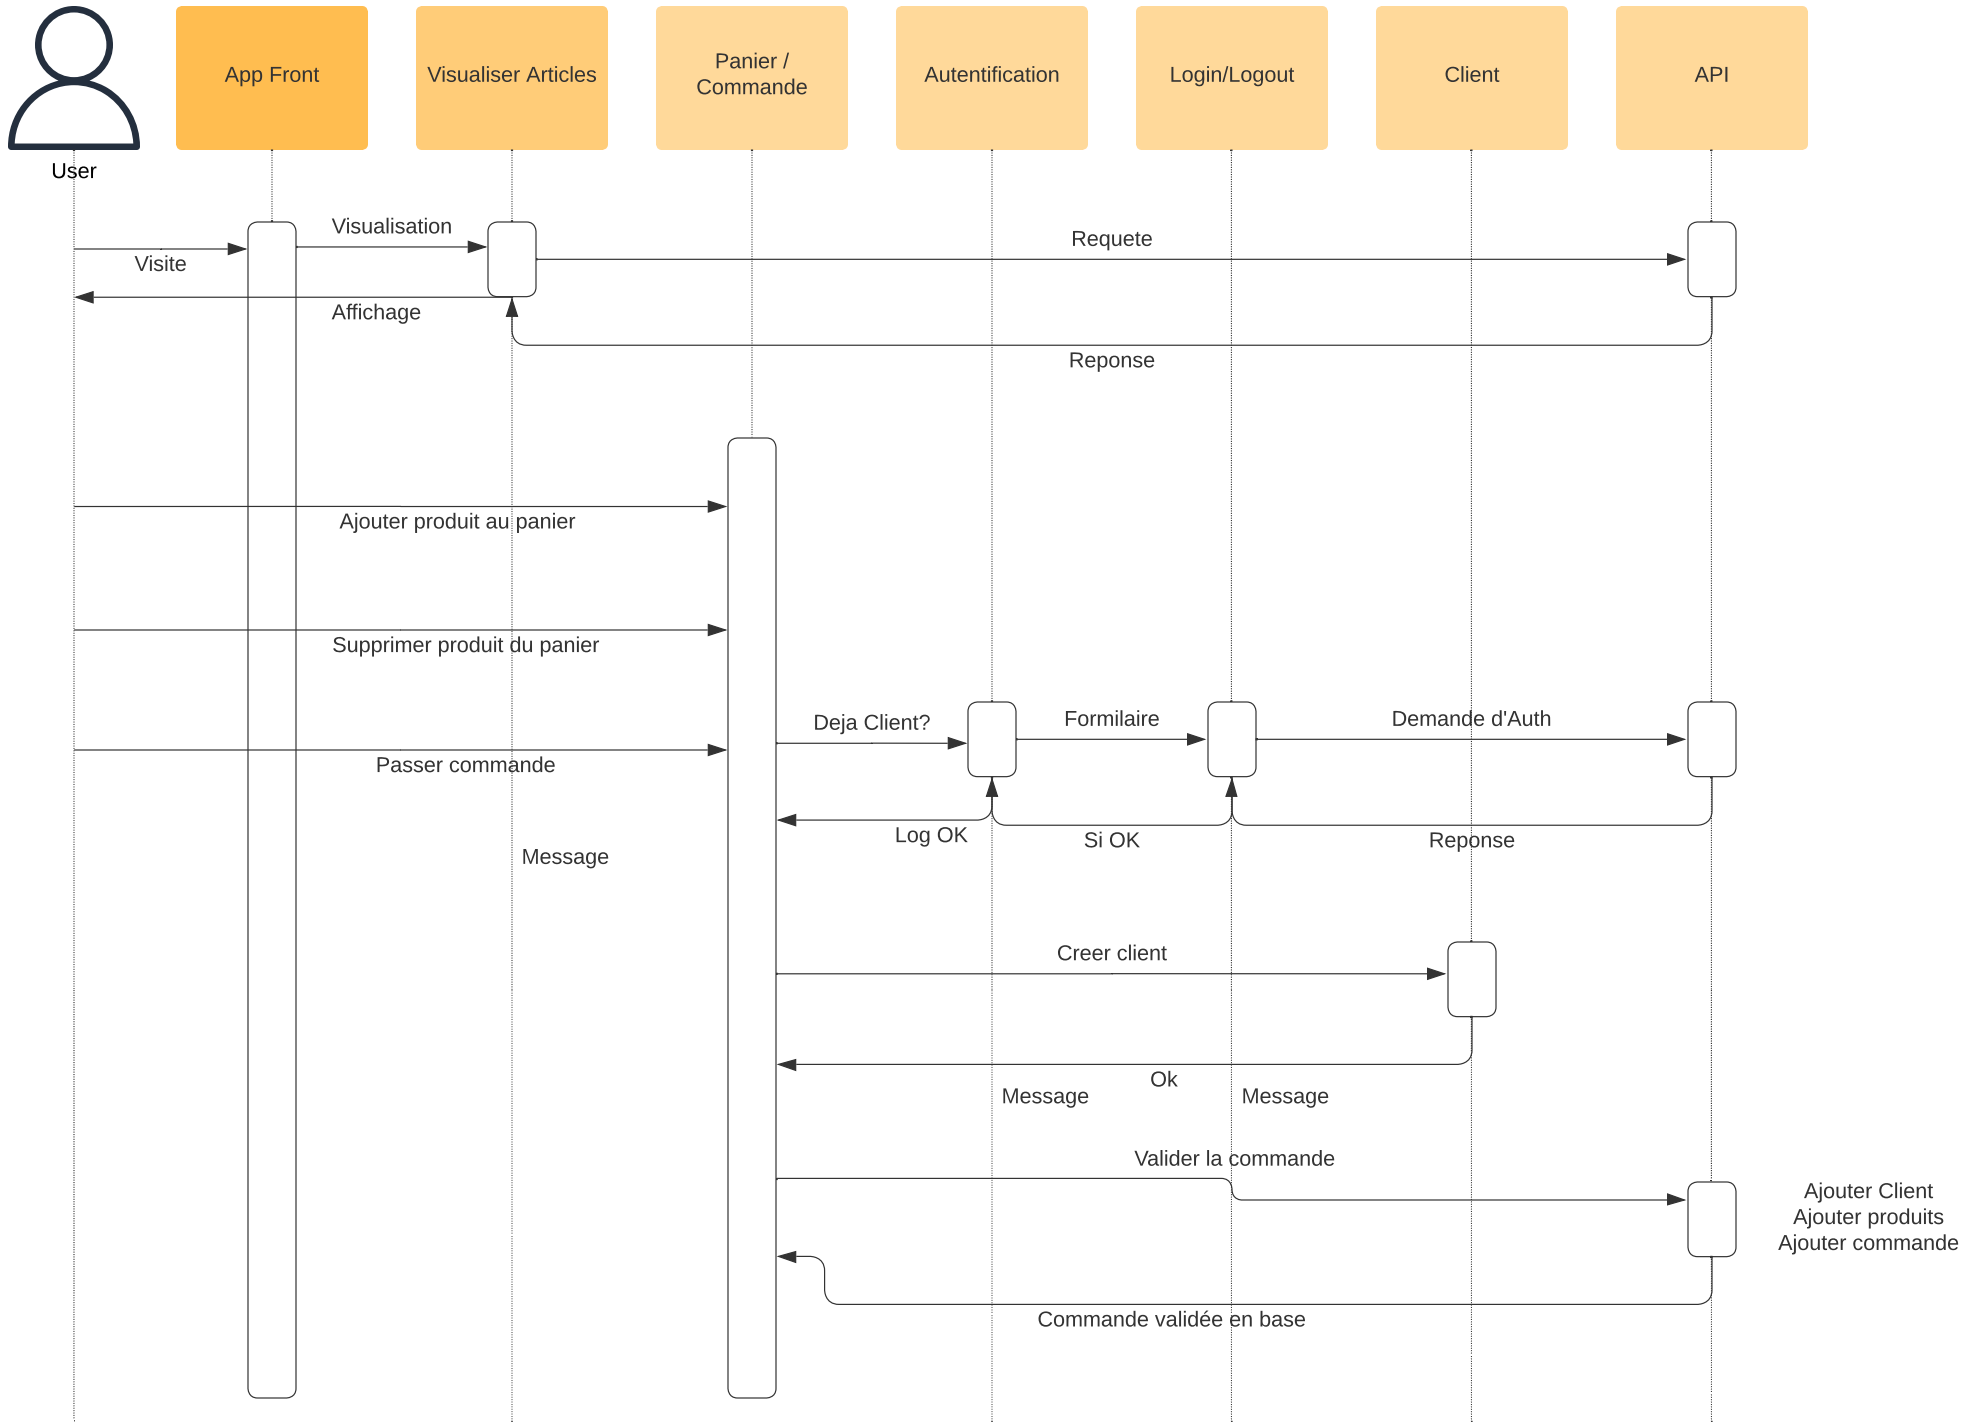 App Front
Visualiser Articles
Panier /
Commande
Autentification
Login/Logout
Client
API
User
Visualisation
Requete
Visite
Affichage
Reponse
Ajouter produit au panier
Supprimer produit du panier
Deja Client?
Formilaire
Demande d'Auth
Passer commande
Log OK
Si OK
Reponse
Message
Creer client
Ok
Message
Message
Valider la commande
Ajouter Client
Ajouter produits
Ajouter commande
Commande validée en base